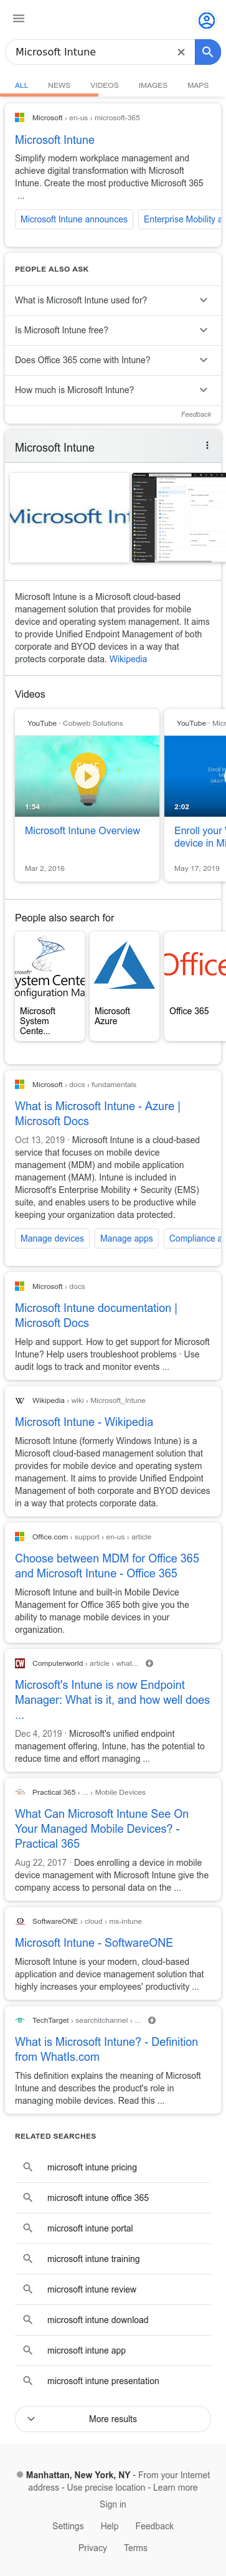 Microsoft Intune
ALL NEWS VIDEOS IMAGES MAPS
Microsoft › en-us › microsoft-365
Microsoft Intune
Simplify modern workplace management and
achieve digital transformation with Microsoft
Intune. Create the most productive Microsoft 365
...
Microsoft Intune announces Enterprise Mobility a
PEOPLE ALSO ASK
What is Microsoft Intune used for?
Is Microsoft Intune free?
Does Office 365 come with Intune?
How much is Microsoft Intune?
Feedback
Microsoft Intune
Microsoft Int
Microsoft Intune is a Microsoft cloud-based
management solution that provides for mobile
device and operating system management. It aims
to provide Unified Endpoint Management of both
corporate and BYOD devices in a way that
protects corporate data. Wikipedia
Videos
YouTube · Cobweb Solutions
1:54
Microsoft Intune Overview
Mar 2, 2016
YouTube · Micr
2:02
Enroll your
device in Mi
May 17, 2019
People also search for
Microsoft
System
Cente...
Microsoft
Azure
Office
Office 365
Microsoft › docs › fundamentals
What is Microsoft Intune - Azure |
Microsoft Docs
Oct 13, 2019 · Microsoft Intune is a cloud-based
service that focuses on mobile device
management (MDM) and mobile application
management (MAM). Intune is included in
Microsoft's Enterprise Mobility + Security (EMS)
suite, and enables users to be productive while
keeping your organization data protected.
Manage devices Manage apps Compliance a
Microsoft › docs
Microsoft Intune documentation |
Microsoft Docs
Help and support. How to get support for Microsoft
Intune? Help users troubleshoot problems · Use
audit logs to track and monitor events ...
Wikipedia › wiki › Microsoft_Intune
Microsoft Intune - Wikipedia
Microsoft Intune (formerly Windows Intune) is a
Microsoft cloud-based management solution that
provides for mobile device and operating system
management. It aims to provide Unified Endpoint
Management of both corporate and BYOD devices
in a way that protects corporate data.
Office.com › support › en-us › article
Choose between MDM for Office 365
and Microsoft Intune - Office 365
Microsoft Intune and built-in Mobile Device
Management for Office 365 both give you the
ability to manage mobile devices in your
organization.
Computerworld › article › what...
Microsoft's Intune is now Endpoint
Manager: What is it, and how well does
...
Dec 4, 2019 · Microsoft's unified endpoint
management offering, Intune, has the potential to
reduce time and effort managing ...
Practical 365 › ... › Mobile Devices
What Can Microsoft Intune See On
Your Managed Mobile Devices? -
Practical 365
Aug 22, 2017 · Does enrolling a device in mobile
device management with Microsoft Intune give the
company access to personal data on the ...
SoftwareONE › cloud › ms-intune
Microsoft Intune - SoftwareONE
Microsoft Intune is your modern, cloud-based
application and device management solution that
highly increases your employees' productivity ...
TechTarget › searchitchannel › ...
What is Microsoft Intune? - Definition
from WhatIs.com
This definition explains the meaning of Microsoft
Intune and describes the product's role in
managing mobile devices. Read this ...
RELATED SEARCHES
microsoft intune pricing
microsoft intune office 365
microsoft intune portal
microsoft intune training
microsoft intune review
microsoft intune download
microsoft intune app
microsoft intune presentation
More results
Manhattan, New York, NY - From your Internet
address - Use precise location - Learn more
Sign in
Settings Help Feedback
Privacy Terms